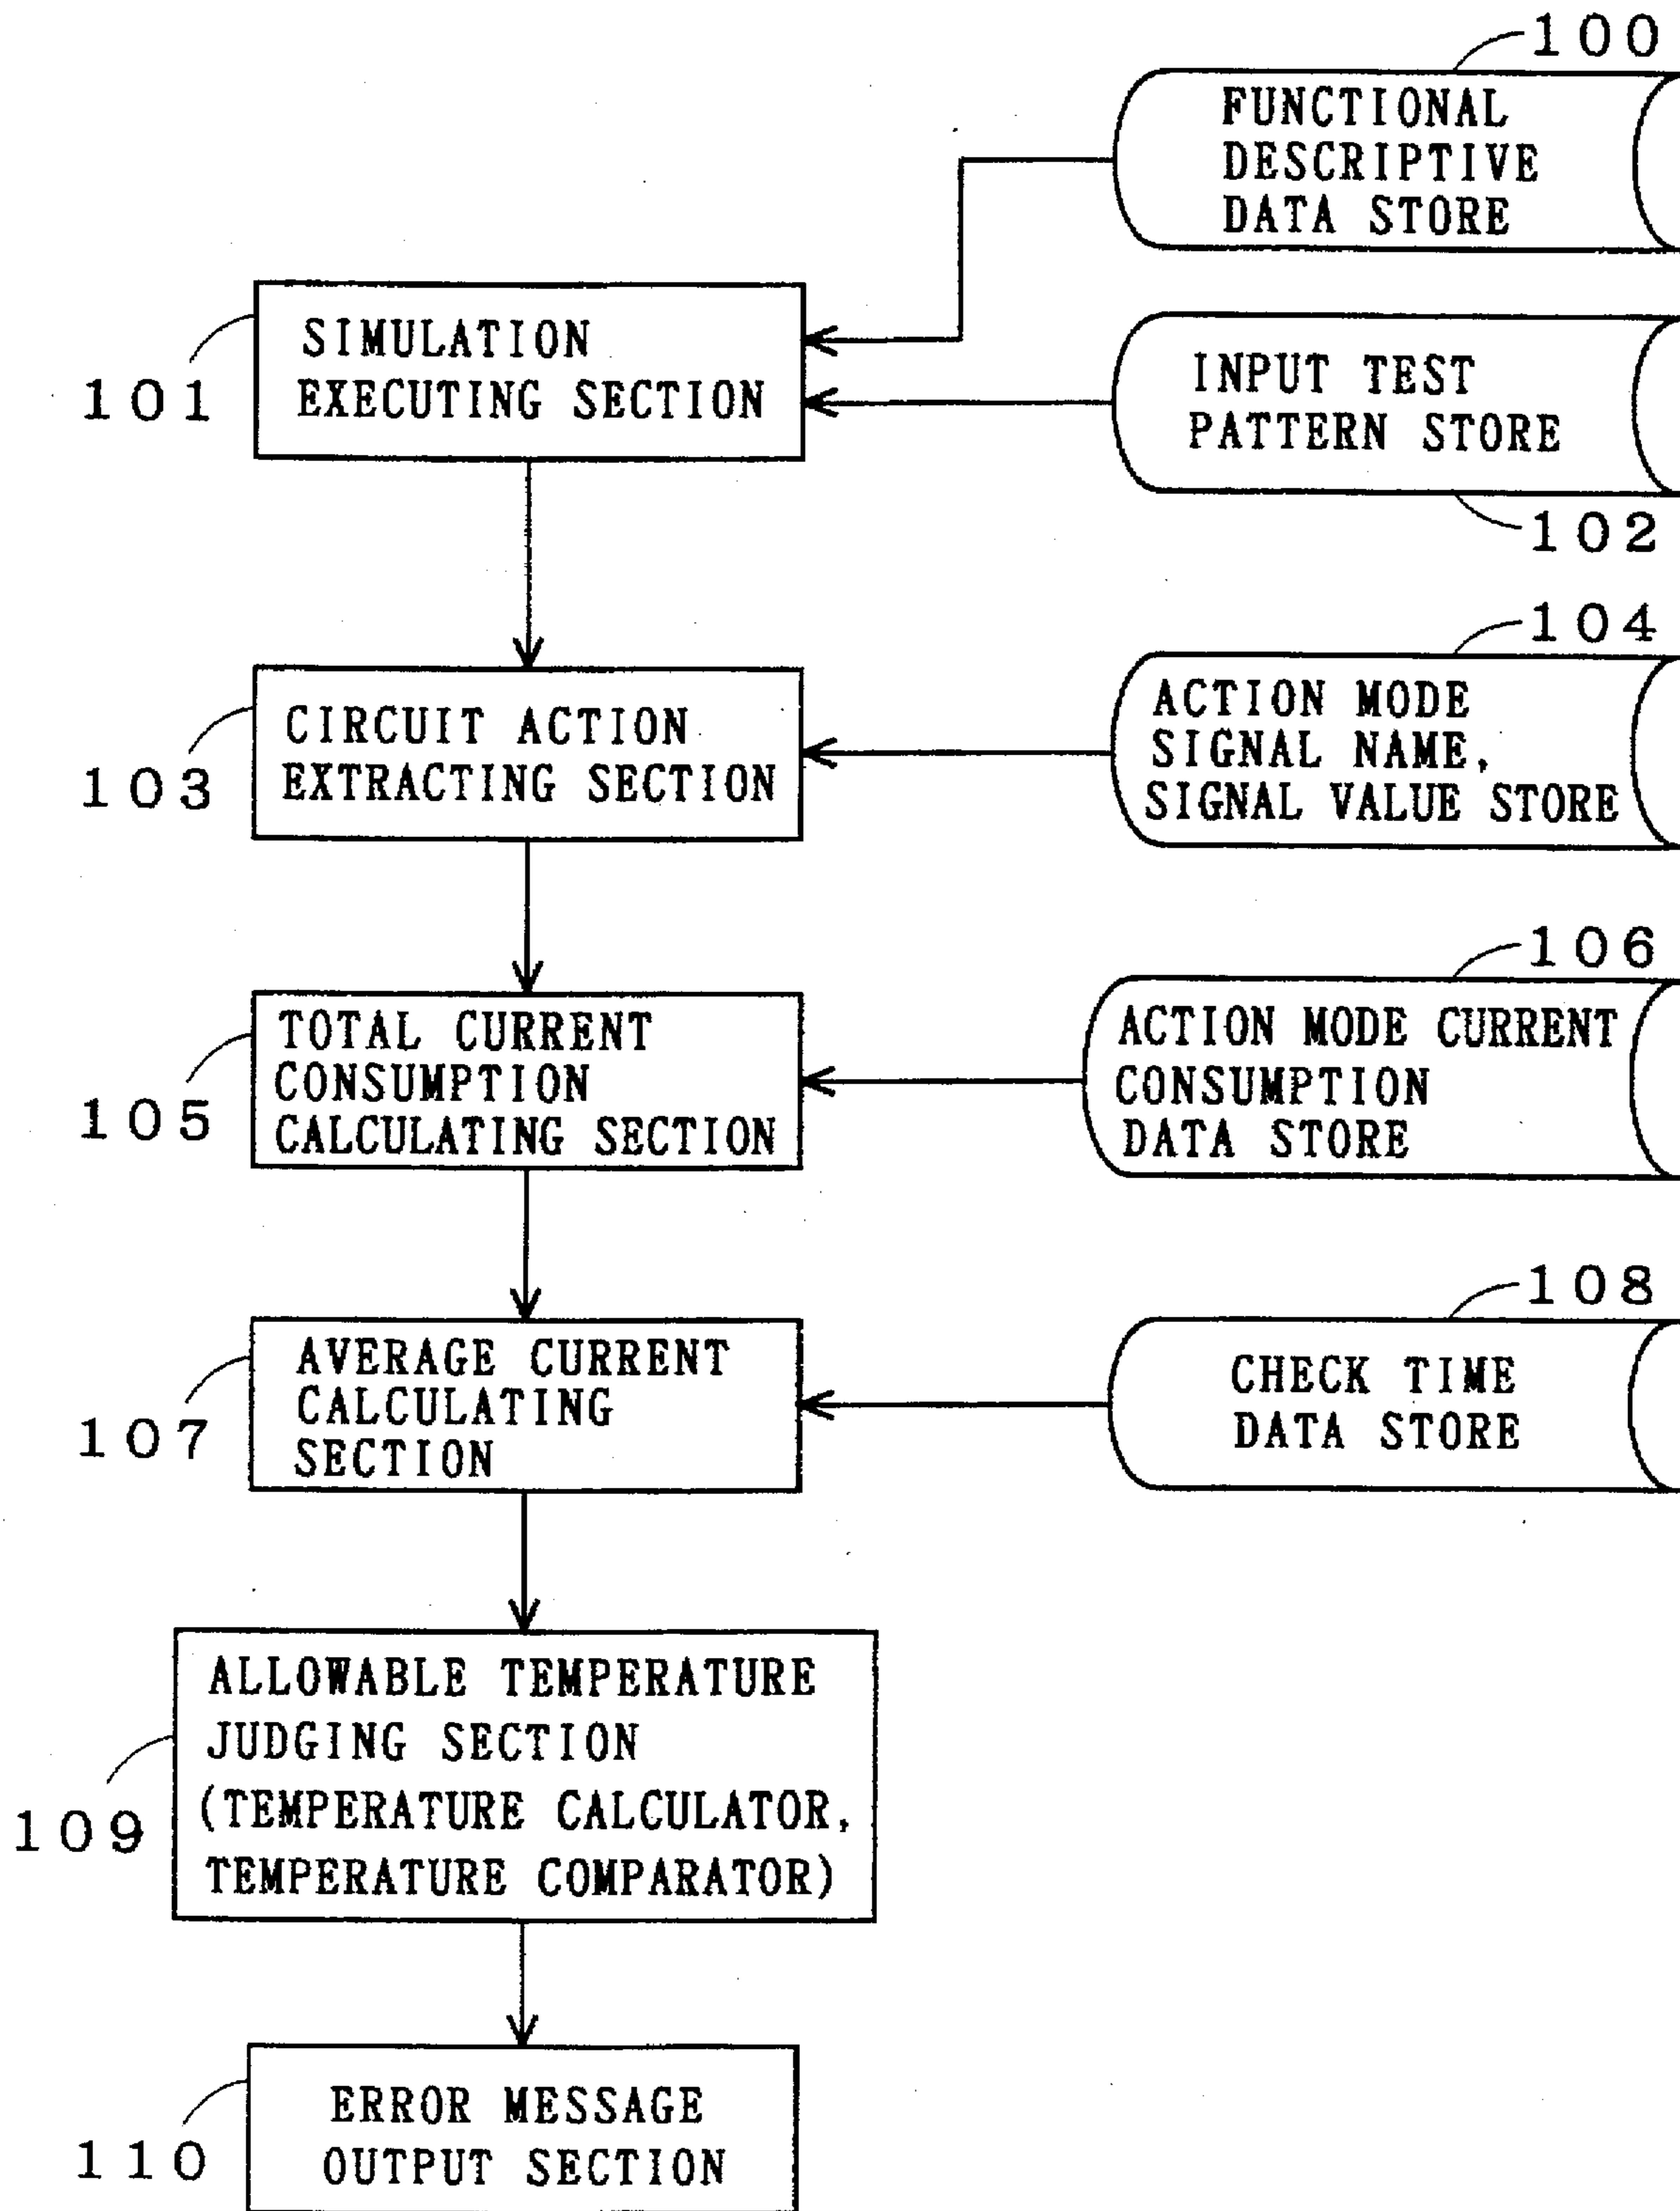 100
FUNCTIONAL
DESCRIPTIVE
DATA STORE
SIMULATION
EXECUTING SECTION
101
INPUT TEST
PATTERN STORE
102
104
CIRCUIT ACTION
EXTRACTING SECTION
103
ACTION MODE
SIGNAL NAME,
SIGNAL VALUE STORE
106
TOTAL CURRENT
CONSUMPTION
CALCULATING SECTION
105
ACTION MODE CURRENT
CONSUMPTION
DATA STORE
108
AVERAGE CURRENT
CALCULATING
SECTION
107
CHECK TIME
DATA STORE
ALLOWABLE TEMPERATURE
JUDGING SECTION
(TEMPERATURE CALCULATOR,
TEMPERATURE COMPARATOR)
109
ERROR MESSAGE
OUTPUT SECTION
110